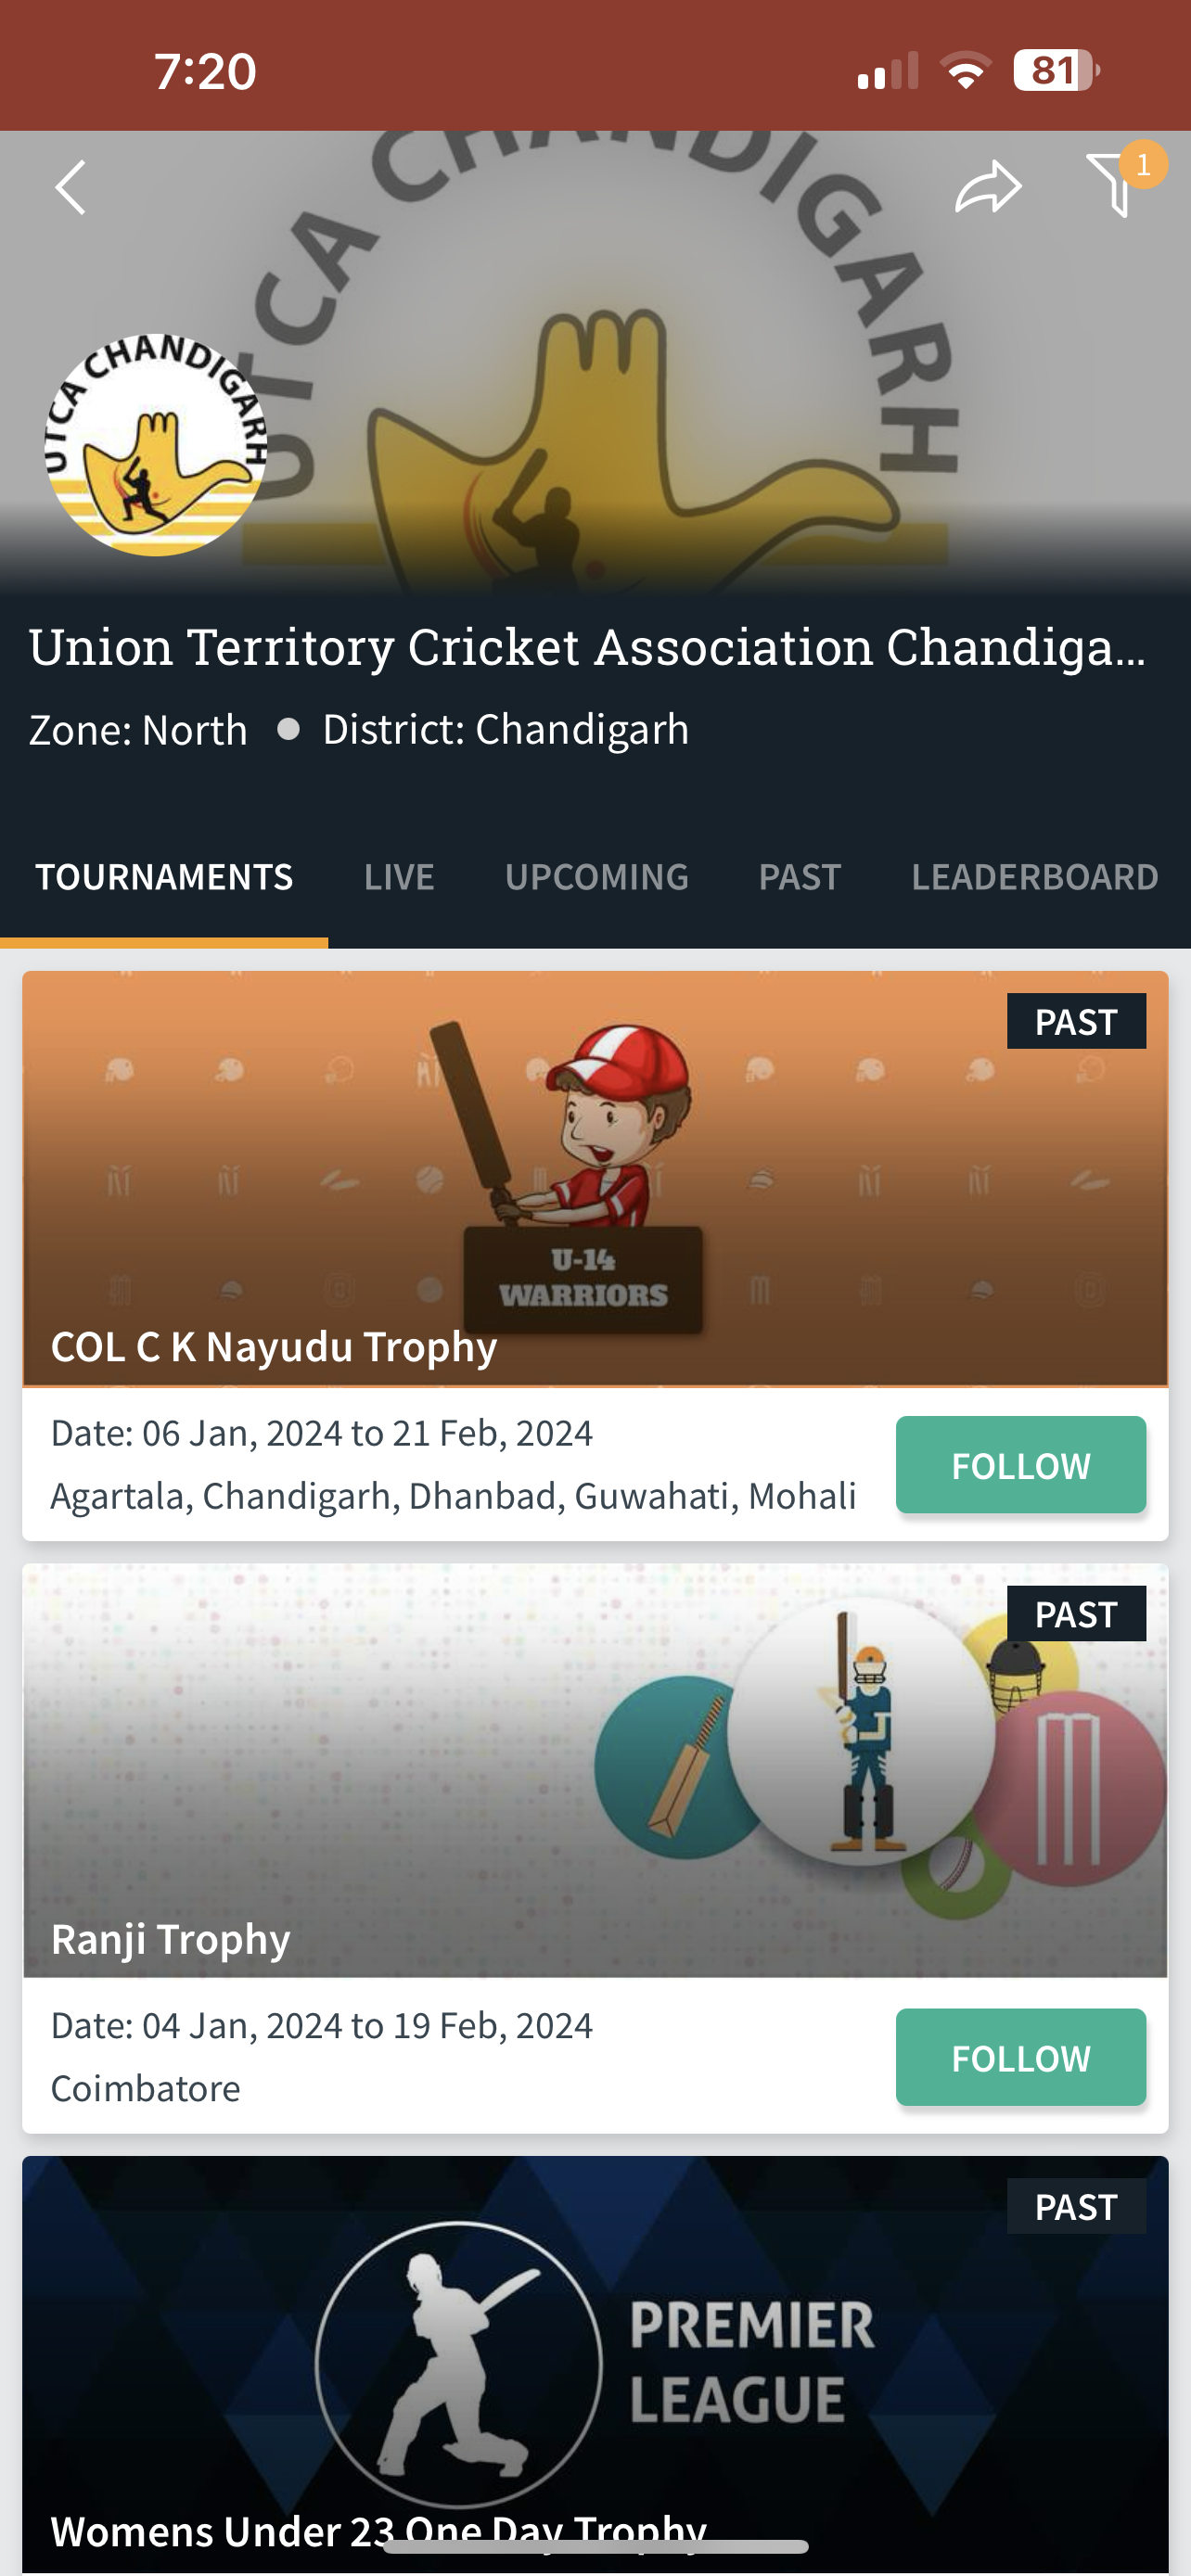 7:20
81
1
UTCA CHANDIGARH
UTCA CHANDIGARH
Union Territory Cricket Association Chandiga...
Zone: North ● District: Chandigarh
TOURNAMENTS LIVE UPCOMING PAST LEADERBOARD
PAST
U-14
WARRIORS
COL C K Nayudu Trophy
Date: 06 Jan, 2024 to 21 Feb, 2024
Agartala, Chandigarh, Dhanbad, Guwahati, Mohali
FOLLOW
PAST
Ranji Trophy
Date: 04 Jan, 2024 to 19 Feb, 2024
Coimbatore
FOLLOW
PAST
PREMIER
LEAGUE
Womens Under 23 One Day Trophy